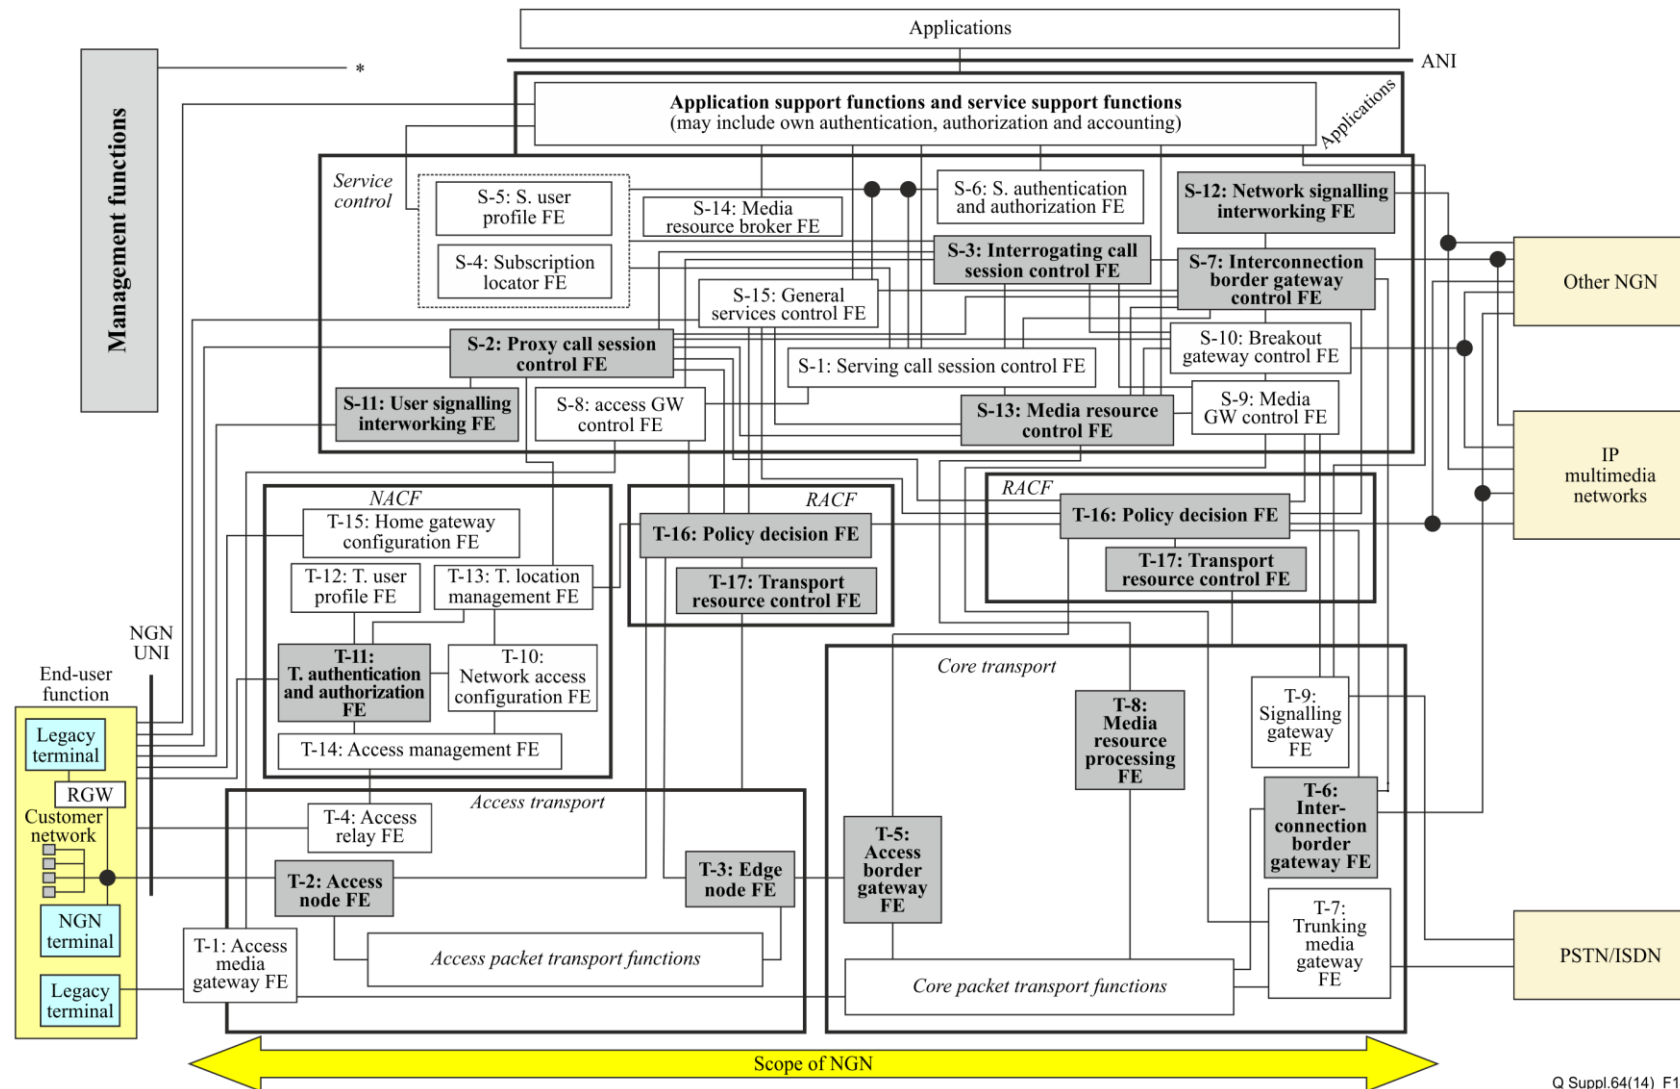 Applications
ANI
Management functions
*
Application support functions and service support functions
(may include own authentication, authorization and accounting)
Applications
Service
control
S-5: S. user
profile FE
S-4: Subscription
locator FE
S-14: Media
resource broker FE
S-6: S. authentication
and authorization FE
S-12: Network signalling
interworking FE
S-3: Interrogating call
session control FE
S-7: Interconnection
border gateway
control FE
S-15: General
services control FE
S-2: Proxy call session
control FE
S-1: Serving call session control FE
S-10: Breakout
gateway control FE
S-11: User signalling
interworking FE
S-8: access GW
control FE
S-13: Media resource
control FE
S-9: Media
GW control FE
Other NGN
IP
multimedia
networks
PSTN/ISDN
NACF
T-15: Home gateway
configuration FE
T-12: T. user
profile FE
T-13: T. location
management FE
T-11:
T. authentication
and authorization
FE
T-10:
Network access
configuration FE
T-14: Access management FE
RACF
T-16: Policy decision FE
T-17: Transport
resource control FE
RACF
T-16: Policy decision FE
T-17: Transport
resource control FE
NGN
UNI
End-user
function
Legacy
terminal
RGW
Customer
network
NGN
terminal
Legacy
terminal
Access transport
T-4: Access
relay FE
T-2: Access
node FE
T-3: Edge
node FE
T-1: Access
media
gateway FE
Access packet transport functions
Core transport
T-5:
Access
border
gateway
FE
T-8:
Media
resource
processing
FE
T-9:
Signalling
gateway
FE
T-6:
Inter-
connection
border
gateway FE
T-7:
Trunking
media
gateway
FE
Core packet transport functions
Scope of NGN
Q Suppl.64(14)_F1